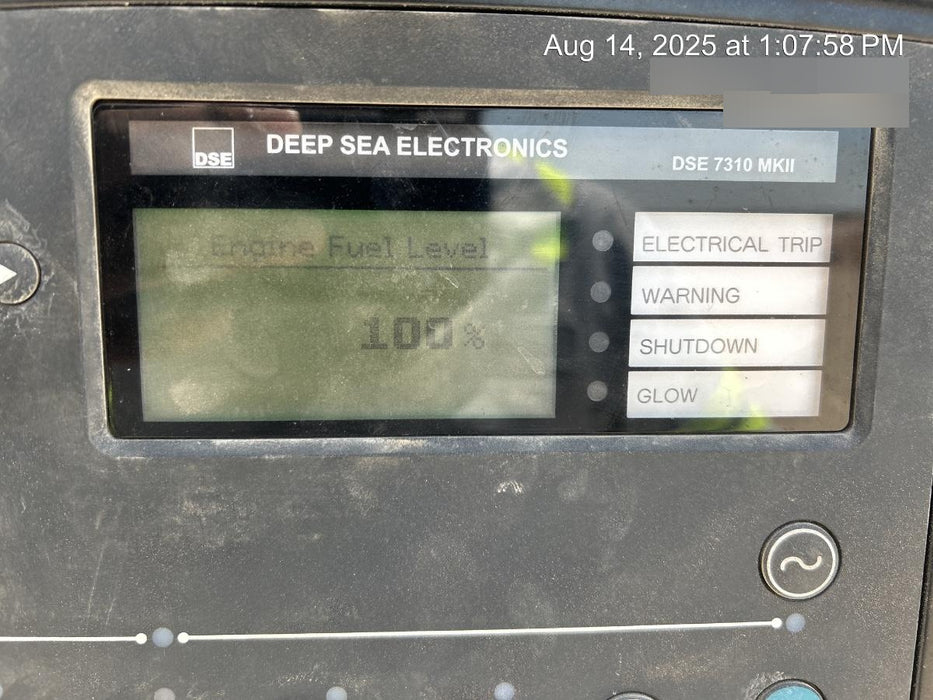 Aug 14, 2025 at 1:07:58 PM
DSE
DEEP SEA ELECTRONICS
DSE 7310 MKII
Engine Fuel Level
100%
ELECTRICAL TRIP
WARNING
SHUTDOWN
GLOW